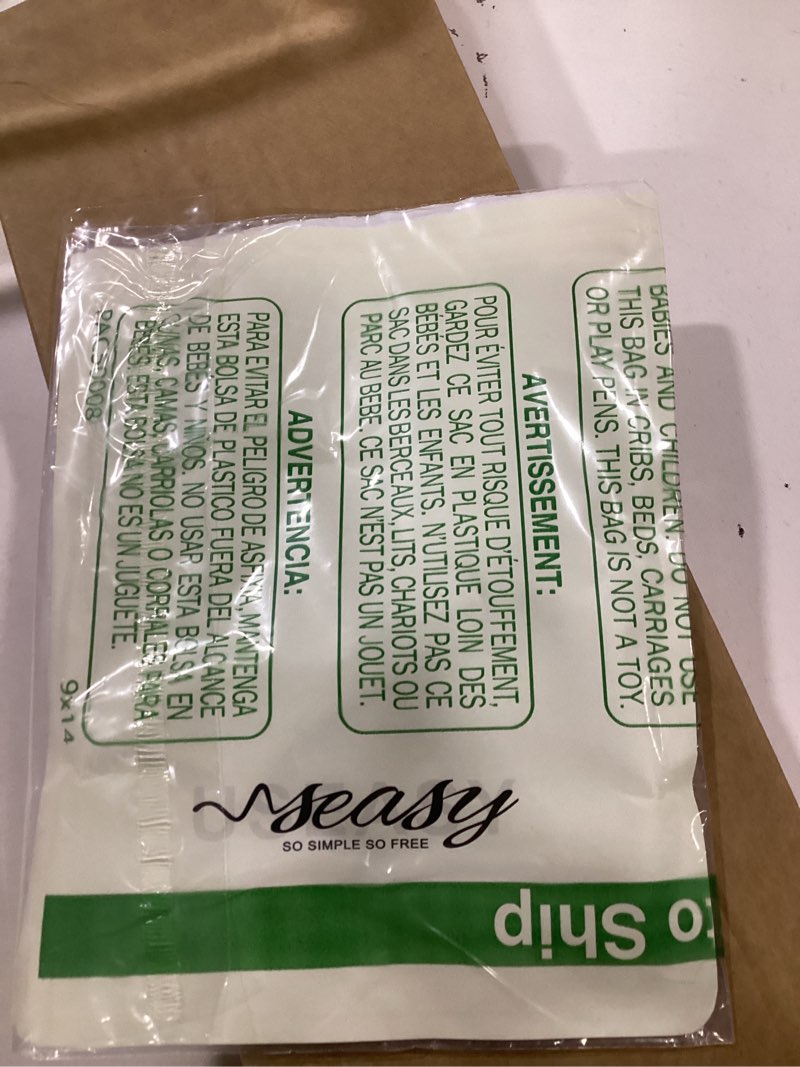 BABIES AND CHILDREN. DO NOT USE
THIS BAG IN CRIBS, BEDS, CARRIAGES
OR PLAY PENS. THIS BAG IS NOT A TOY.
AVERTISSEMENT:
POUR ÉVITER TOUT RISQUE D'ÉTOUFFEMENT,
GARDEZ CE SAC EN PLASTIQUE LOIN DES
BÉBÉS ET LES ENFANTS. N'UTILISEZ PAS CE
SAC DANS LES BERCEAUX, LITS, CHARIOTS OU
PARC AU BEBE. CE SAC N'EST PAS UN JOUET.
ADVERTENCIA:
PARA EVITAR EL PELIGRO DE ASFIXIA, MANTENGA
ESTA BOLSA DE PLASTICO FUERA DEL ALCANCE
DE BEBES Y NIÑOS. NO USAR ESTA BOLSA EN
CUNAS, CAMAS, CARRIOLAS O CORRALES PARA
BEBES. ESTA BOLSA NO ES UN JUGUETE.
9x14
useasy
SO SIMPLE SO FREE
to Ship